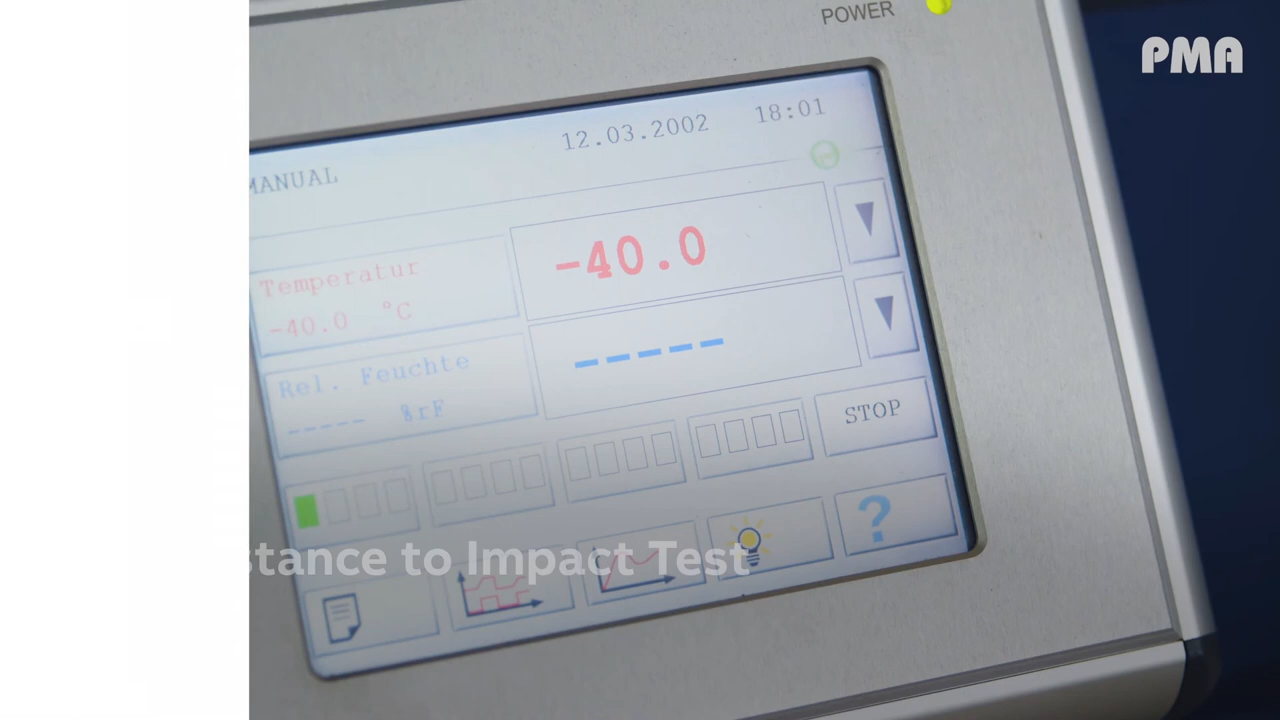 POWER
PMA
12.03.2002 18:01
MANUAL
Temperatur
-40.0 °C
-40.0
Rel. Feuchte
----- %rF
-----
STOP
?
stance to Impact Test